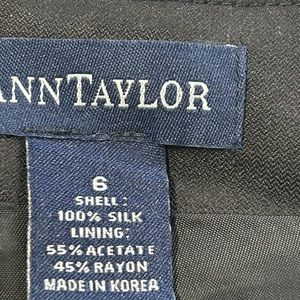 ANNTAYLOR
6
SHELL:
100% SILK
LINING:
55% ACETATE
45% RAYON
MADE IN KOREA